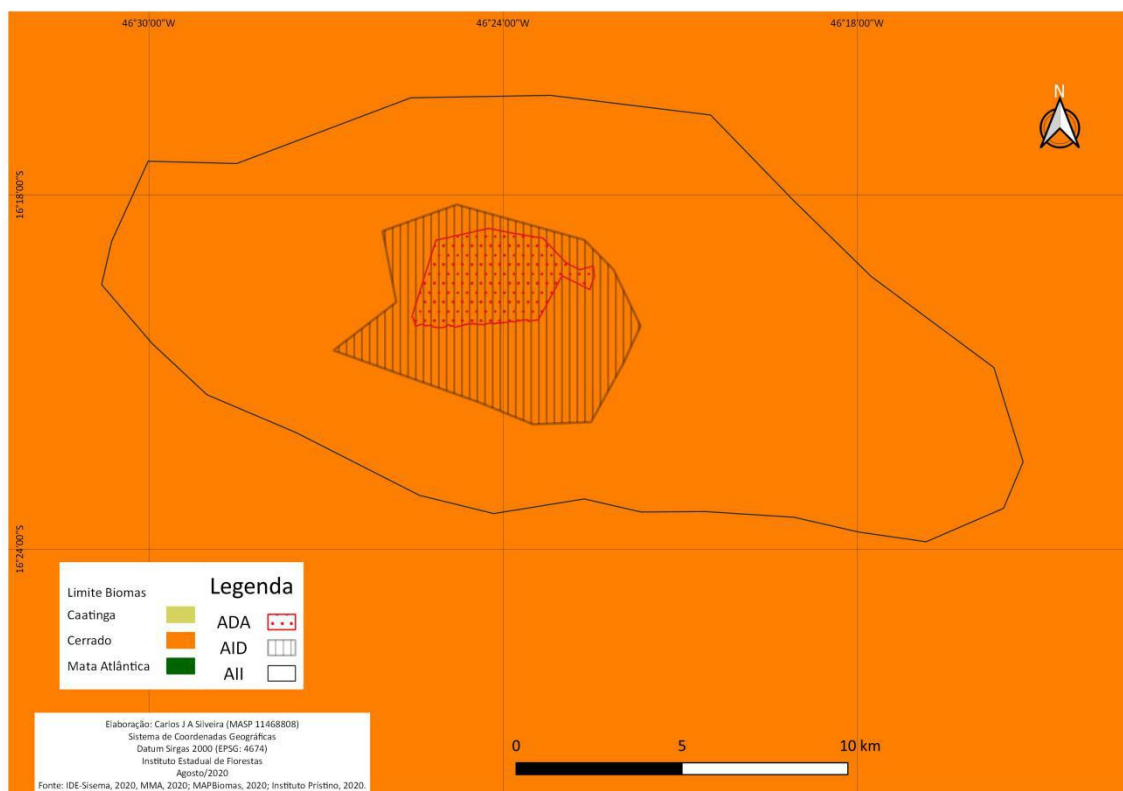 46°30'00"W 46°24'00"W 46°18'00"W
N
16°18'00"S
16°24'00"S
Limite Biomas
Caatinga
Cerrado
Mata Atlântica
Legenda
ADA
AID
AII
Elaboração: Carlos J A Silveira (MASP 11468808)
Sistema de Coordenadas Geográficas
Datum Sirgas 2000 (EPSG: 4674)
Instituto Estadual de Florestas
Agosto/2020
Fonte: IDE-Sisema, 2020, MMA, 2020; MAPBiomas, 2020; Instituto Prístino, 2020.
0 5 10 km